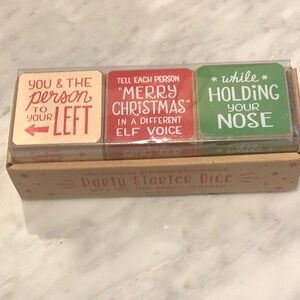 YOU & THE
person
TO YOUR
LEFT
TELL EACH PERSON
"MERRY
CHRISTMAS"
IN A DIFFERENT
ELF VOICE
while
HOLDING
YOUR
NOSE
Party Starter Dice